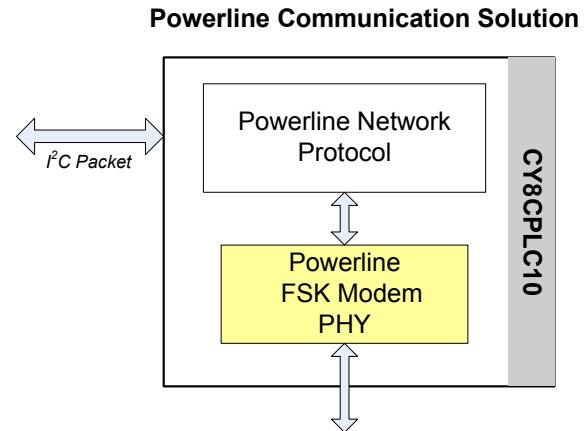 Powerline Communication Solution
Powerline Network
Protocol
I²C Packet
CY8CPLC10
Powerline
FSK Modem
PHY